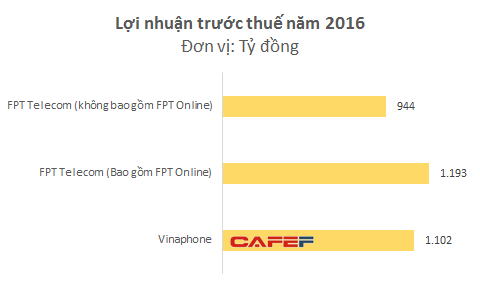 Lợi nhuận trước thuế năm 2016
Đơn vị: Tỷ đồng
FPT Telecom (không bao gồm FPT Online)
944
FPT Telecom (Bao gồm FPT Online)
1.193
Vinaphone
CAFEF
1.102